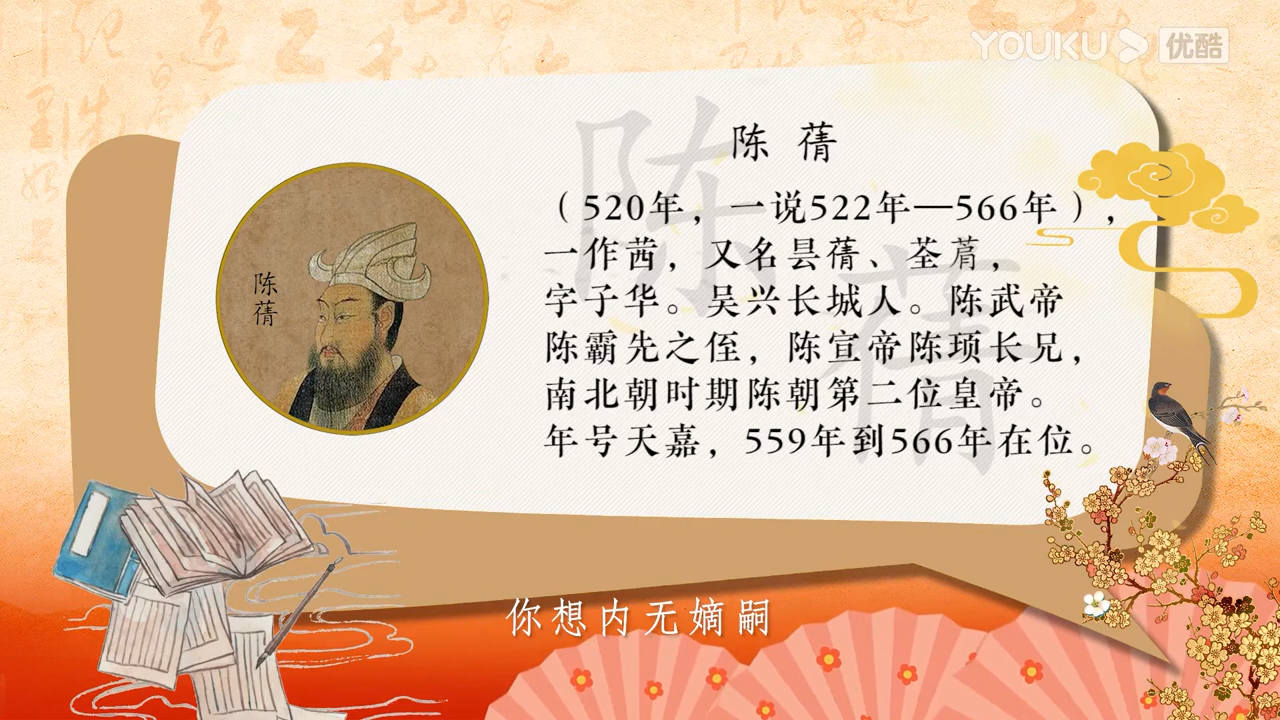 YOUKU 优酷
陈蒨
陈 蒨
陈蒨
（520年，一说522年—566年），
一作茜，又名昙蒨、荃菺，
字子华。吴兴长城人。陈武帝
陈霸先之侄，陈宣帝陈顼长兄，
南北朝时期陈朝第二位皇帝。
年号天嘉，559年到566年在位。
你想内无嫡嗣